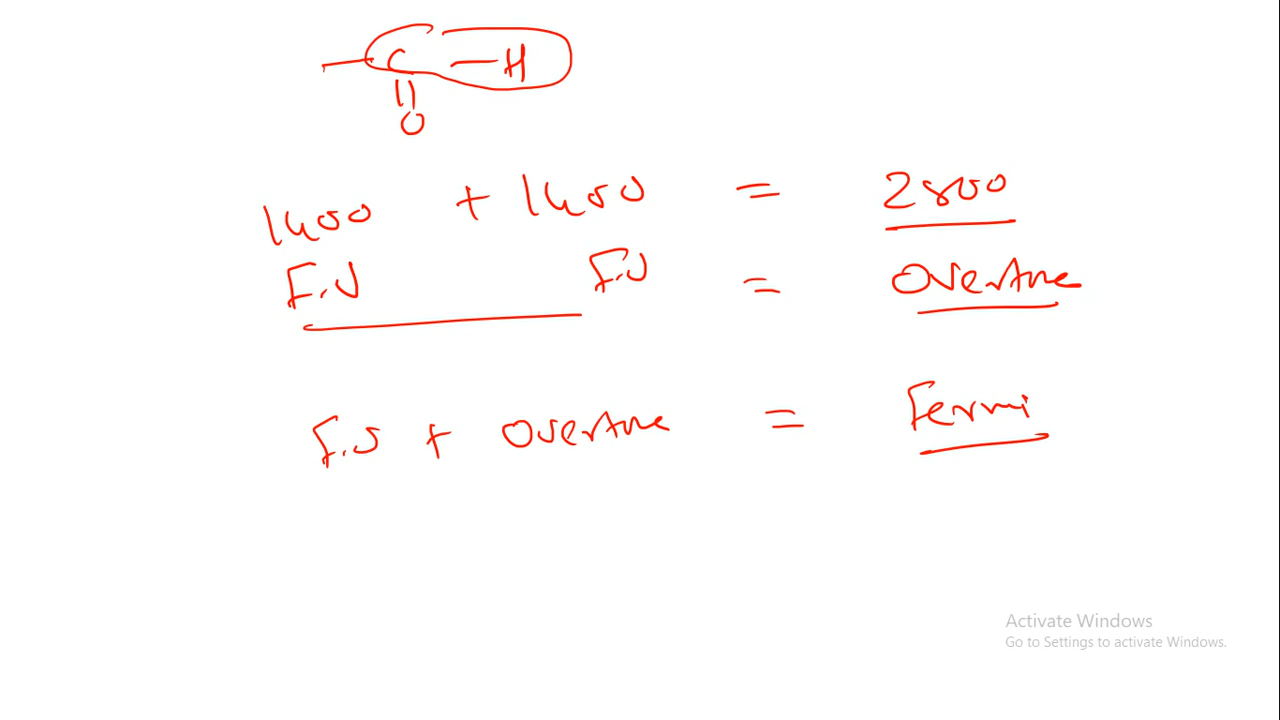 — C — H
||
O
1400 + 1400 = 2800
F.V F.V = Overtone
F.V + Overtone = Fermi
Activate Windows
Go to Settings to activate Windows.